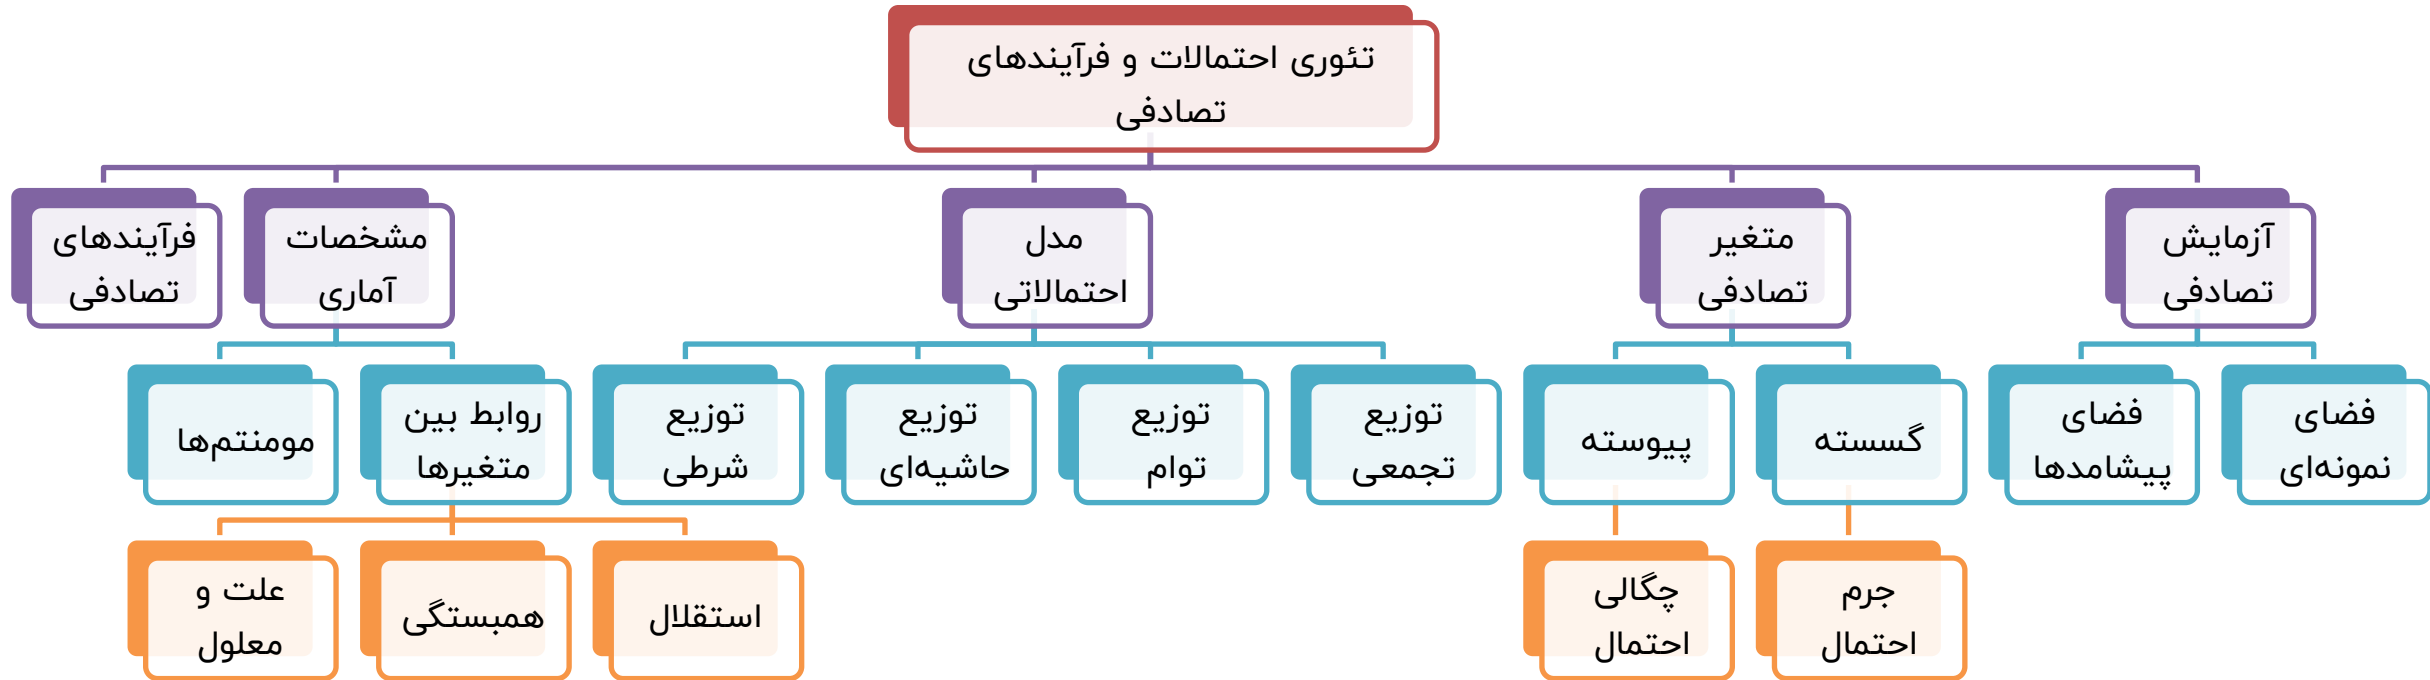 تئوری احتمالات و فرآیندهای
تصادفی
آزمایش
تصادفی
متغیر
تصادفی
مدل
احتمالاتی
مشخصات
آماری
فرآیندهای
تصادفی
فضای
نمونه‌ای
فضای
پیشامدها
گسسته
پیوسته
توزیع
تجمعی
توزیع
توام
توزیع
حاشیه‌ای
توزیع
شرطی
روابط بین
متغیرها
مومنتم‌ها
جرم
احتمال
چگالی
احتمال
استقلال
همبستگی
علت و
معلول